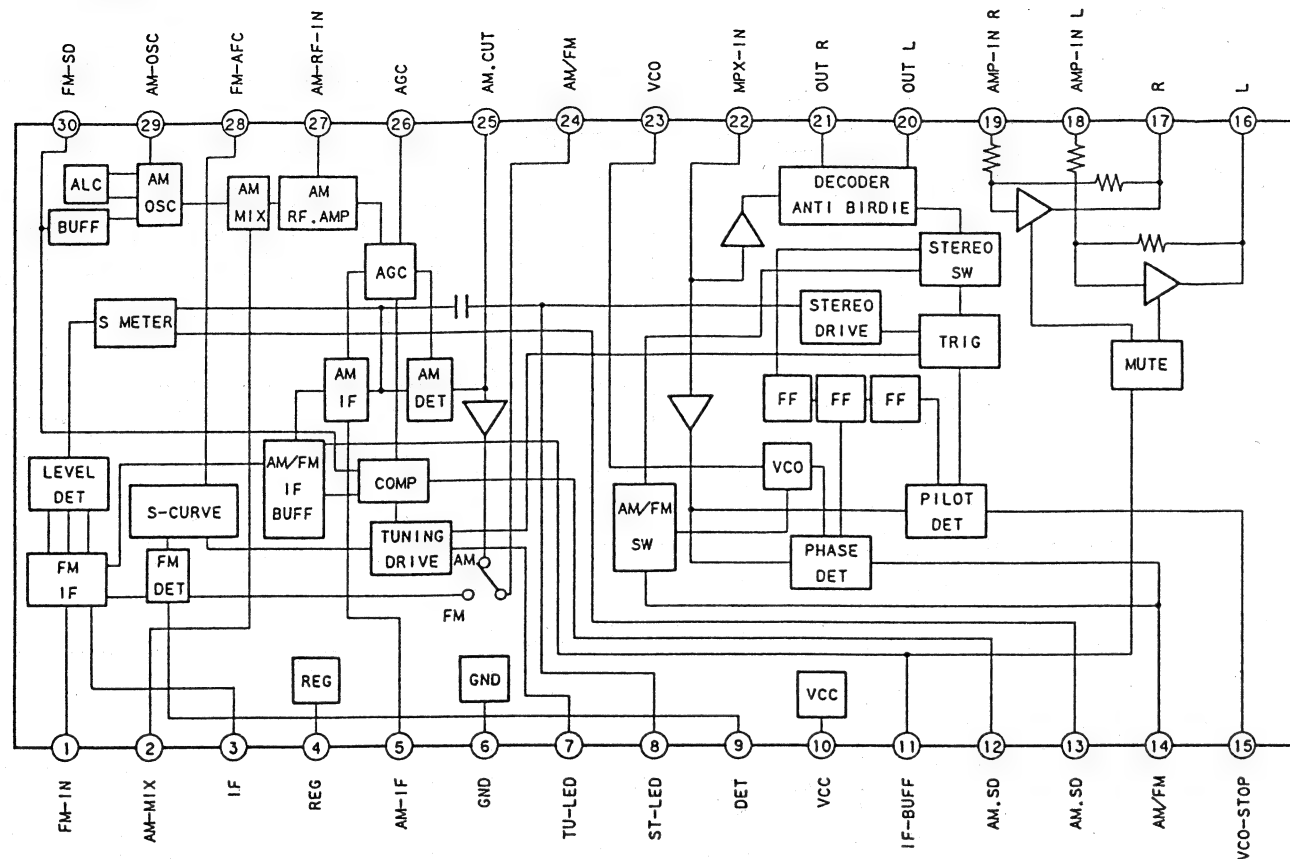 FM-SD
AM-OSC
FM-AFC
AM-RF-IN
AGC
AM.CUT
AM/FM
VCO
MPX-IN
OUT R
OUT L
AMP-IN R
AMP-IN L
R
L
30
29
28
27
26
25
24
23
22
21
20
19
18
17
16
ALC
AM
OSC
BUFF
AM
MIX
AM
RF.AMP
AGC
DECODER
ANTI BIRDIE
STEREO
SW
S METER
STEREO
DRIVE
TRIG
MUTE
AM
IF
AM
DET
FF
FF
FF
LEVEL
DET
S-CURVE
AM/FM
IF
BUFF
COMP
VCO
AM/FM
SW
PILOT
DET
TUNING
DRIVE
PHASE
DET
FM
IF
FM
DET
AM
FM
REG
GND
VCC
1
2
3
4
5
6
7
8
9
10
11
12
13
14
15
FM-IN
AM-MIX
I.F
REG
AM-IF
GND
TU-LED
ST-LED
DET
VCC
IF-BUFF
AM.SD
AM.SD
AM/FM
VCO-STOP